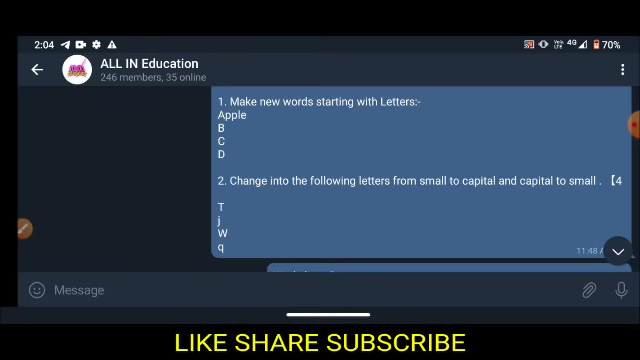 2:04
4G
70%
ALL IN Education
246 members, 35 online
1. Make new words starting with Letters:-
Apple
B
C
D
2. Change into the following letters from small to capital and capital to small . 【4
T
j
W
q
11:48
Message
LIKE SHARE SUBSCRIBE